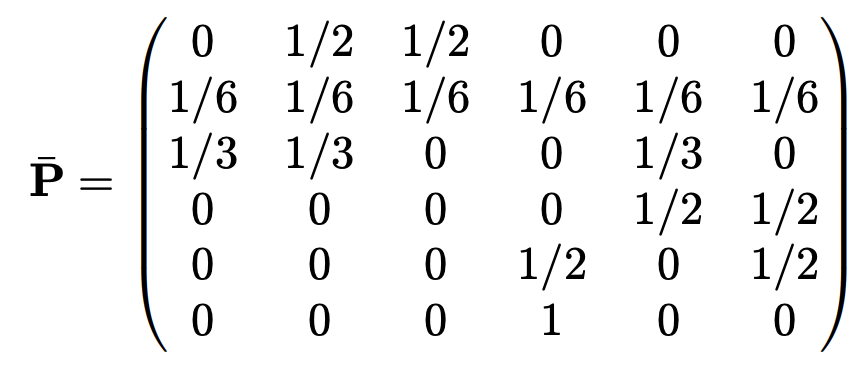 0 1/2 1/2 0 0 0
1/6 1/6 1/6 1/6 1/6 1/6
1/3 1/3 0 0 1/3 0
P̄ = 0 0 0 0 1/2 1/2
0 0 0 1/2 0 1/2
0 0 0 1 0 0